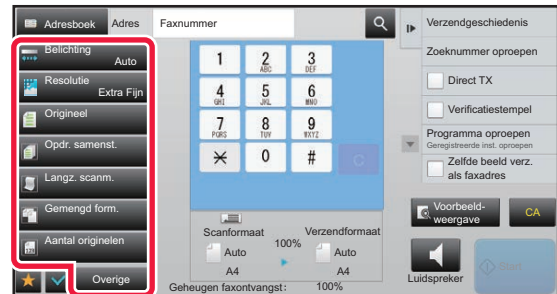 Adresboek
Adres
Faxnummer
Belichting
Auto
Resolutie
Extra Fijn
Origineel
Opdr. samenst.
Langz. scanm.
Gemengd form.
Aantal originelen
Overige
1
2
ABC
3
DEF
4
GHI
5
JKL
6
MNO
7
PQRS
8
TUV
9
WXYZ
0
#
C
Scanformaat
Auto
A4
100%
Verzendformaat
Auto
A4
Geheugen faxontvangst: 100%
Verzendgeschiedenis
Zoeknummer oproepen
Direct TX
Verificatiestempel
Programma oproepen
Geregistreerde inst. oproepen
Zelfde beeld verz.
als faxadres
Voorbeeld-
weergave
CA
Luidspreker
Start